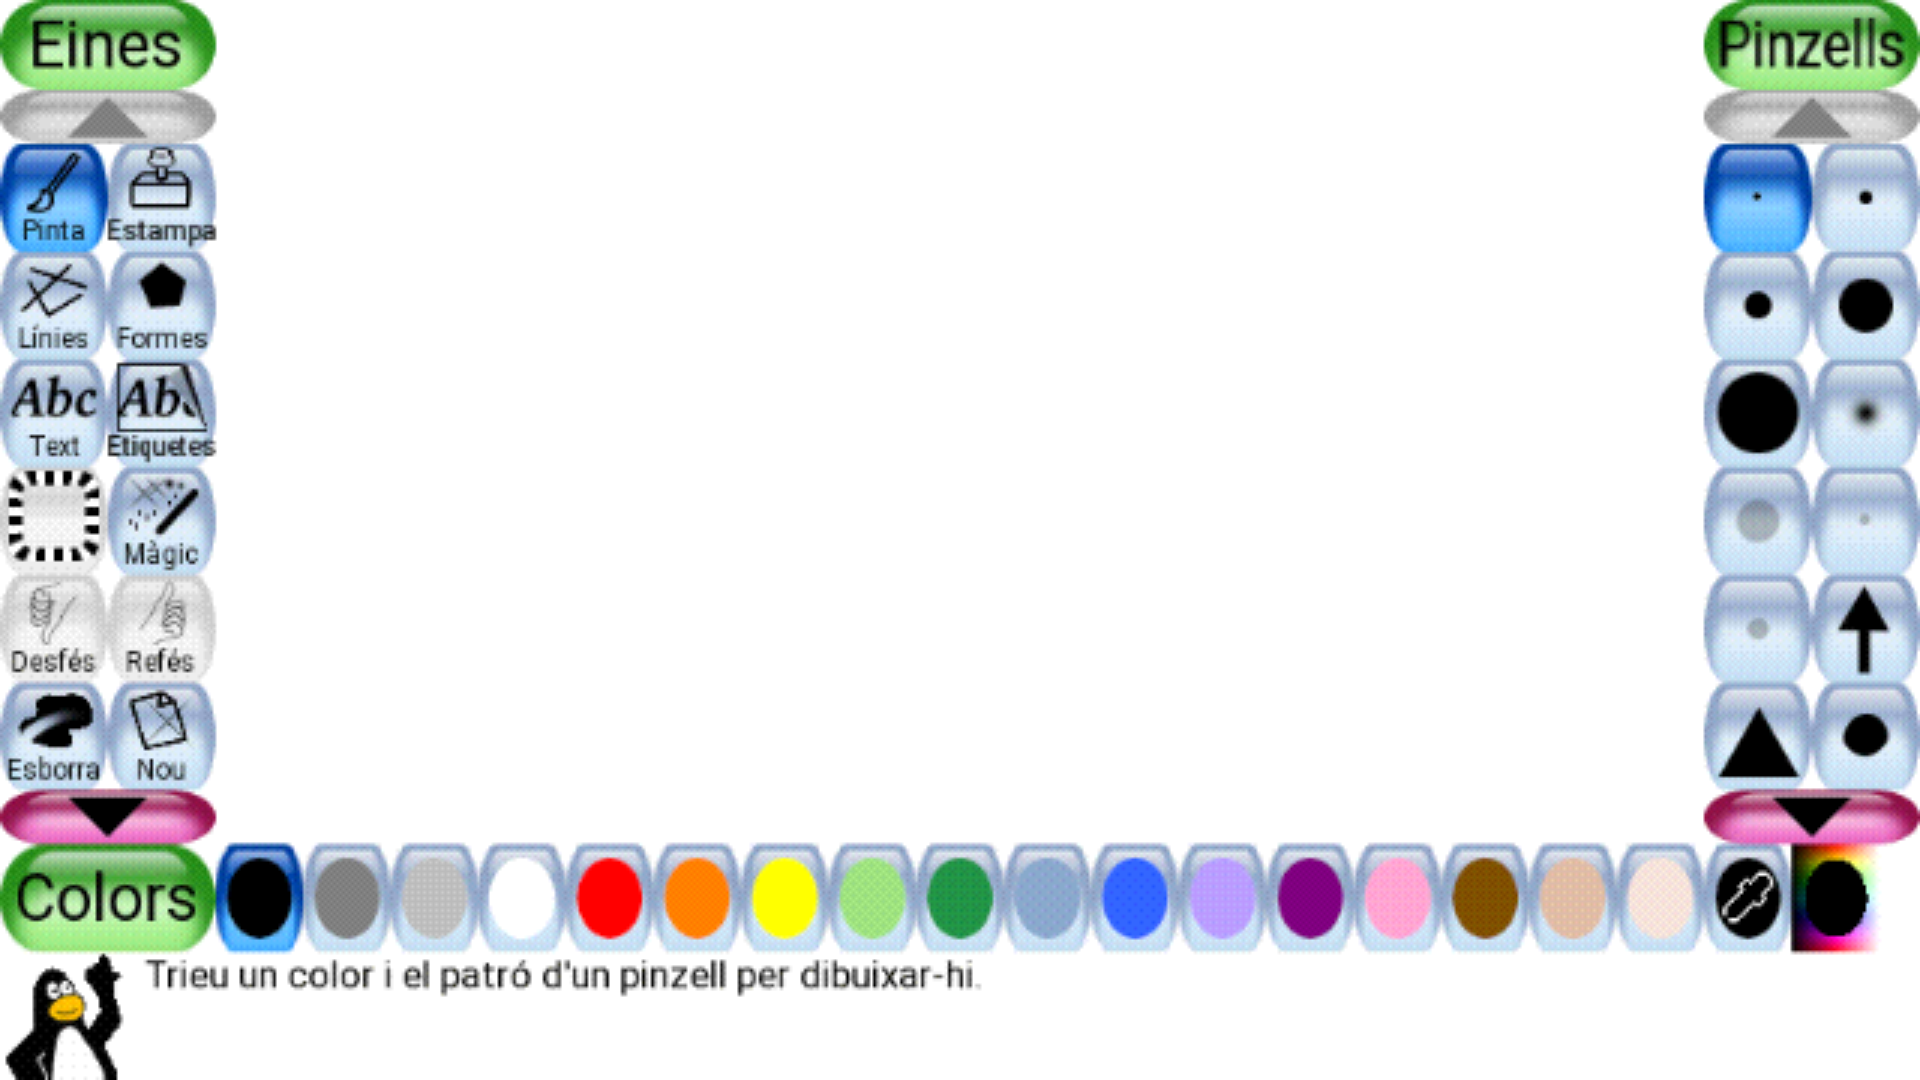 Eines
Pinzells
Pinta
Estampa
Línies
Formes
Abc
Text
Abc
Etiquetes
Màgic
Desfés
Refés
Esborra
Nou
Colors
Trieu un color i el patró d'un pinzell per dibuixar-hi.